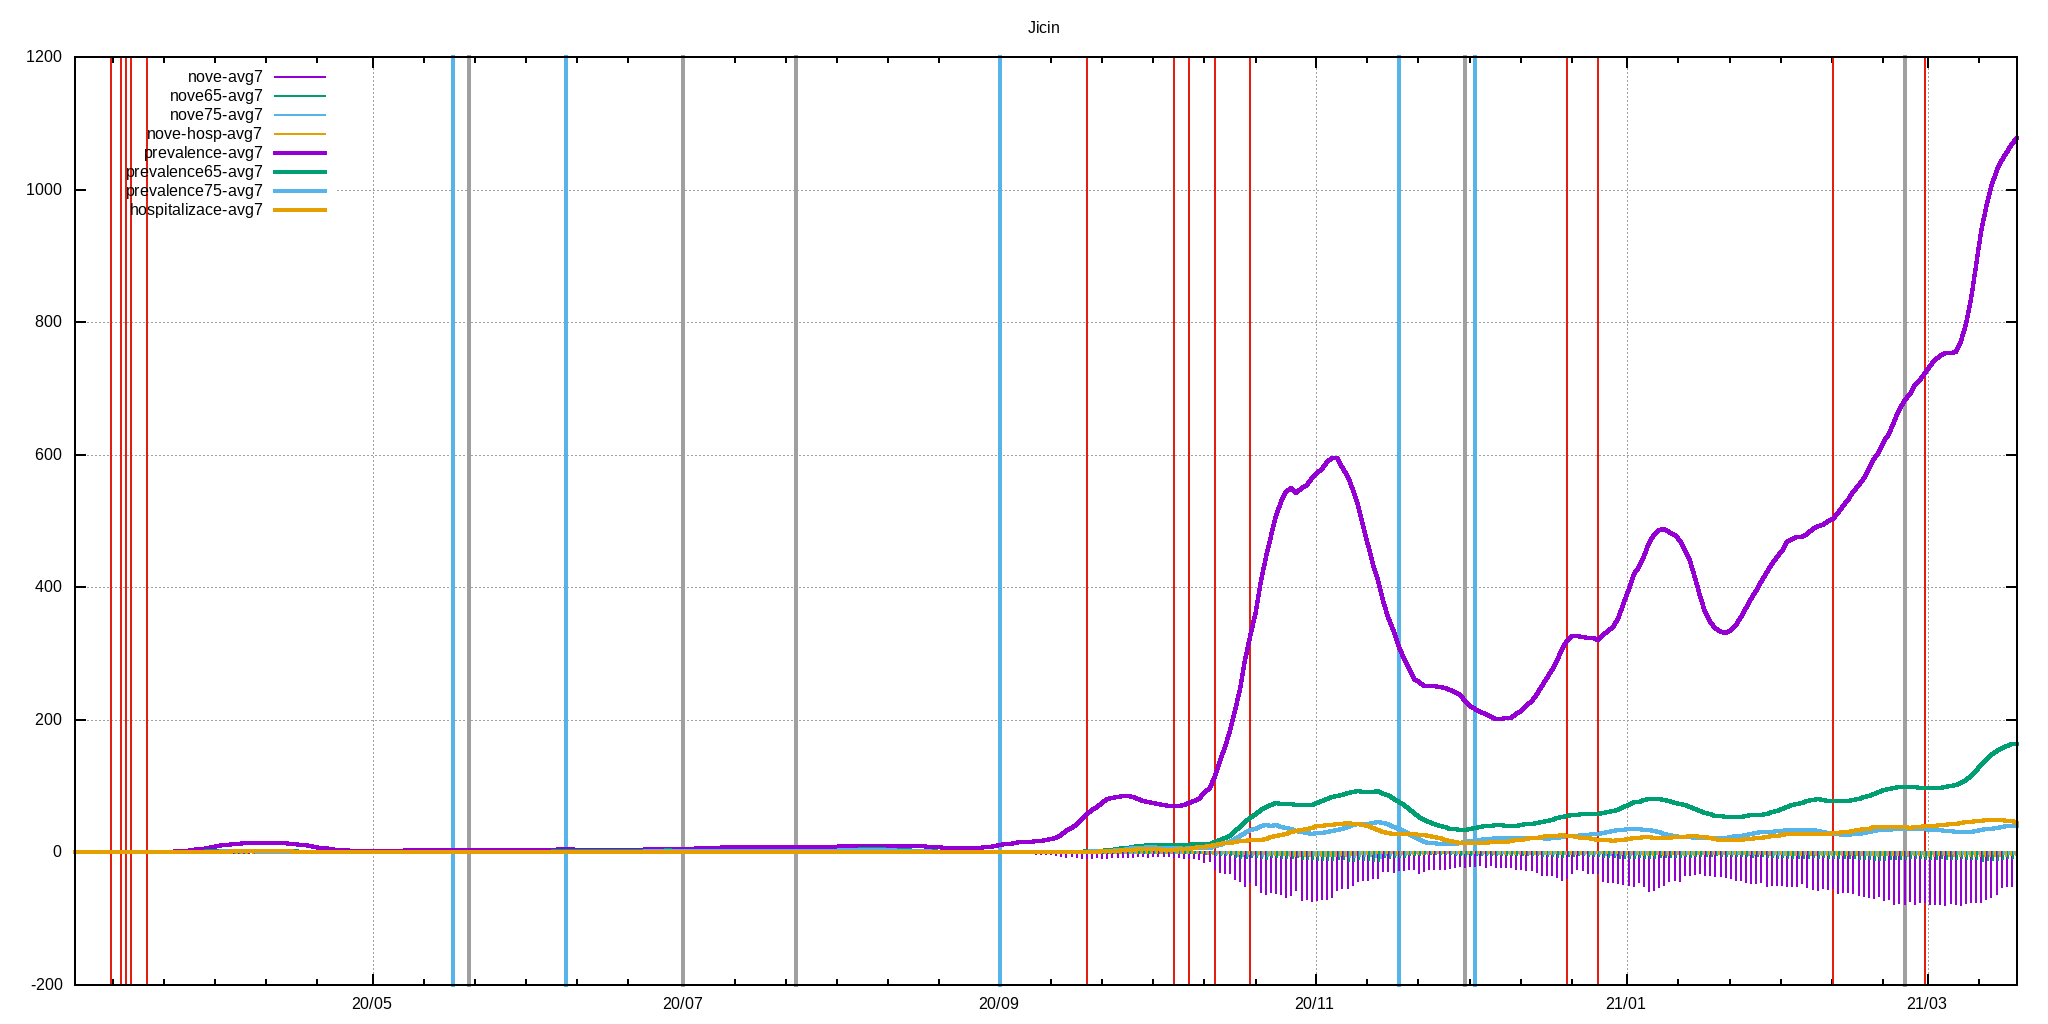 Jicin
1200
1000
800
600
400
200
0
-200
nove-avg7
nove65-avg7
nove75-avg7
nove-hosp-avg7
prevalence-avg7
prevalence65-avg7
prevalence75-avg7
hospitalizace-avg7
20/05
20/07
20/09
20/11
21/01
21/03